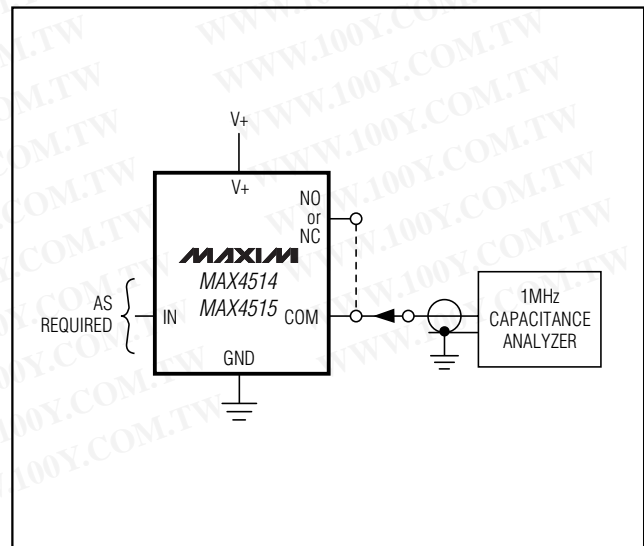 WWW.100Y.COM.TW
V+
V+
NO
or
NC
MAXIM
MAX4514
MAX4515
AS
REQUIRED
IN
COM
GND
1MHz
CAPACITANCE
ANALYZER